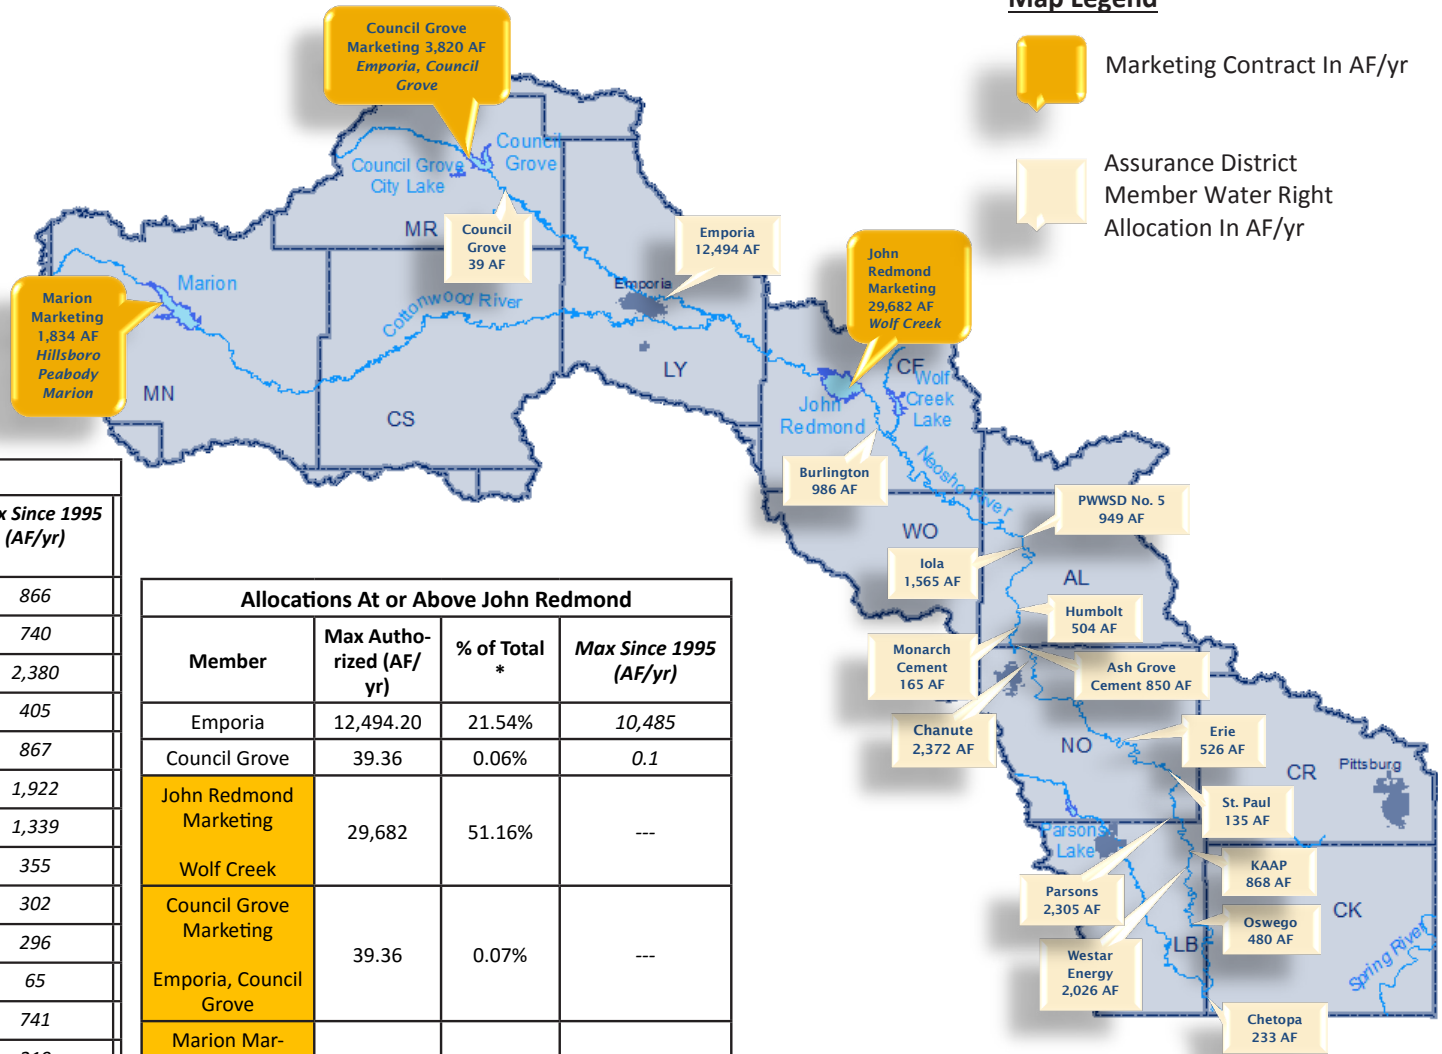 Map Legend
Marketing Contract In AF/yr
Assurance District
Member Water Right
Allocation In AF/yr
Council Grove
Marketing 3,820 AF
Emporia, Council
Grove
Council
Grove
Council Grove
City Lake
MR
Council
Grove
39 AF
Emporia
12,494 AF
Emporia
John
Redmond
Marketing
29,682 AF
Wolf Creek
Marion
Marion
Marketing
1,834 AF
Hillsboro
Peabody
Marion
MN
Cottonwood River
CS
LY
CF
Wolf
Creek
Lake
John
Redmond
Neosho River
Burlington
986 AF
WO
PWWSD No. 5
949 AF
Iola
1,565 AF
AL
Humbolt
504 AF
Monarch
Cement
165 AF
Ash Grove
Cement 850 AF
Chanute
2,372 AF
NO
Erie
526 AF
CR
Pittsburg
St. Paul
135 AF
Parsons
Lake
KAAP
868 AF
Parsons
2,305 AF
CK
Oswego
480 AF
LB
Westar
Energy
2,026 AF
Spring River
Chetopa
233 AF
x Since 1995
(AF/yr)
866
740
2,380
405
867
1,922
1,339
355
302
296
65
741
Allocations At or Above John Redmond
Member
Max Autho-
rized (AF/
yr)
% of Total
*
Max Since 1995
(AF/yr)
Emporia 12,494.20 21.54% 10,485
Council Grove 39.36 0.06% 0.1
John Redmond
Marketing
Wolf Creek
29,682 51.16% ---
Council Grove
Marketing
Emporia, Council
Grove
39.36 0.07% ---
Marion Mar-